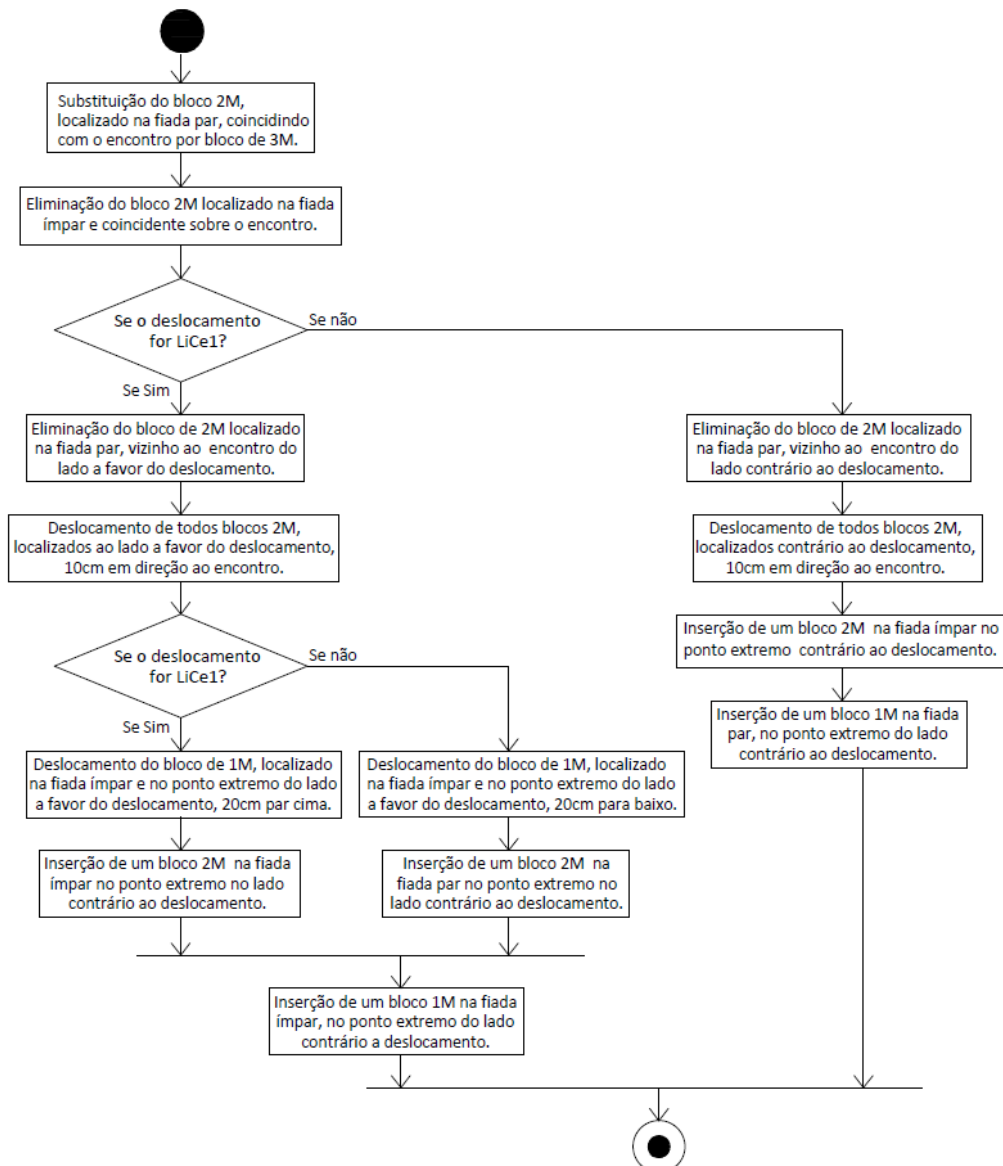 Substituição do bloco 2M,
localizado na fiada par, coincidindo
com o encontro por bloco de 3M.
Eliminação do bloco 2M localizado na fiada
ímpar e coincidente sobre o encontro.
Se o deslocamento
for LiCe1?
Se não
Se Sim
Eliminação do bloco de 2M localizado
na fiada par, vizinho ao encontro do
lado a favor do deslocamento.
Eliminação do bloco de 2M localizado
na fiada par, vizinho ao encontro do
lado contrário ao deslocamento.
Deslocamento de todos blocos 2M,
localizados ao lado a favor do deslocamento,
10cm em direção ao encontro.
Deslocamento de todos blocos 2M,
localizados contrário ao deslocamento,
10cm em direção ao encontro.
Inserção de um bloco 2M na fiada ímpar no
ponto extremo contrário ao deslocamento.
Se o deslocamento
for LiCe1?
Se não
Se Sim
Inserção de um bloco 1M na fiada
par, no ponto extremo do lado
contrário ao deslocamento.
Deslocamento do bloco de 1M, localizado
na fiada ímpar e no ponto extremo do lado
a favor do deslocamento, 20cm par cima.
Deslocamento do bloco de 1M, localizado
na fiada ímpar e no ponto extremo do lado
a favor do deslocamento, 20cm para baixo.
Inserção de um bloco 2M na fiada
ímpar no ponto extremo no lado
contrário ao deslocamento.
Inserção de um bloco 2M na
fiada par no ponto extremo no
lado contrário ao deslocamento.
Inserção de um bloco 1M na fiada
ímpar, no ponto extremo do lado
contrário a deslocamento.